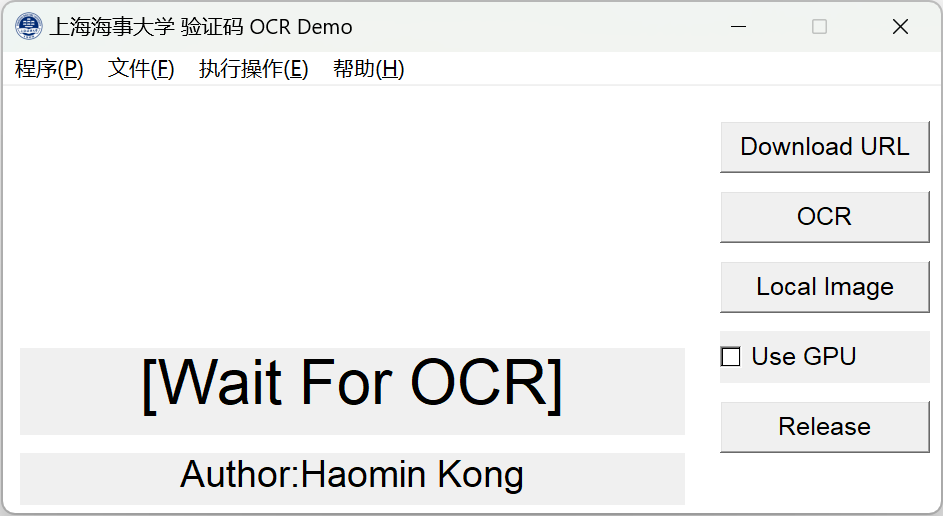 上海海事大学 验证码 OCR Demo
程序(P) 文件(F) 执行操作(E) 帮助(H)
Download URL
OCR
Local Image
Use GPU
Release
[Wait For OCR]
Author:Haomin Kong